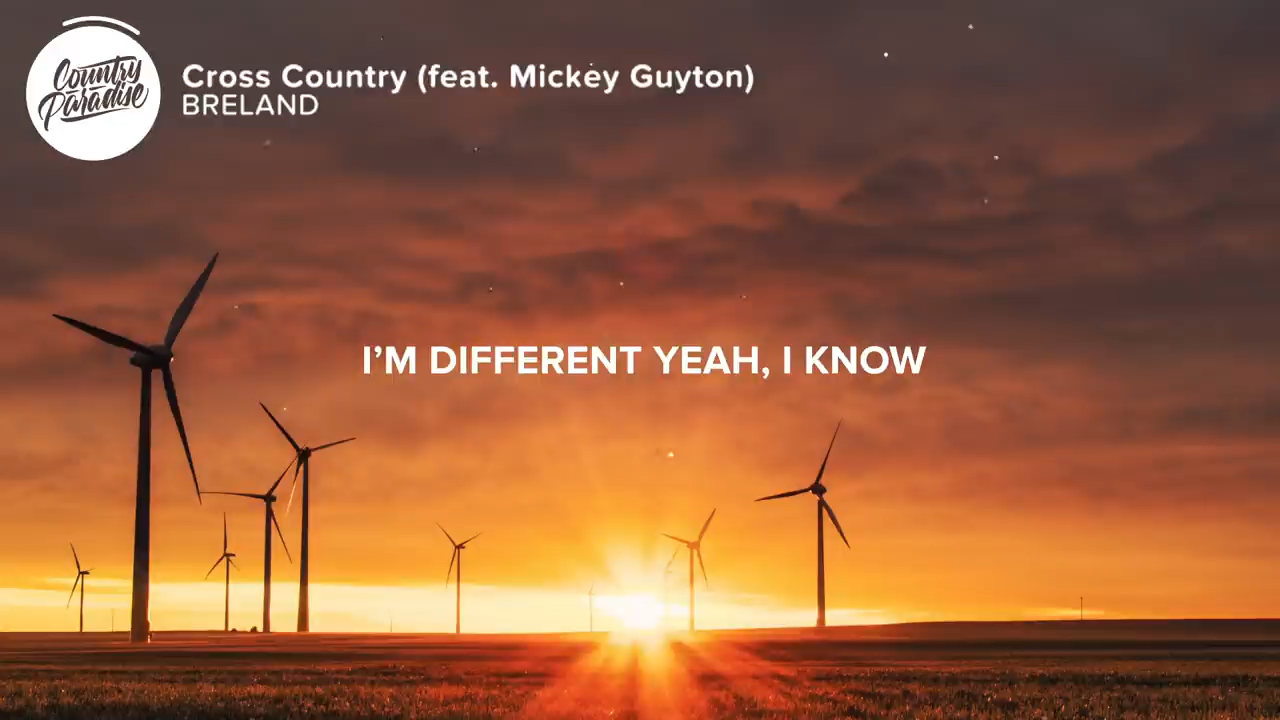 Country
Paradise
Cross Country (feat. Mickey Guyton)
BRELAND
I’M DIFFERENT YEAH, I KNOW